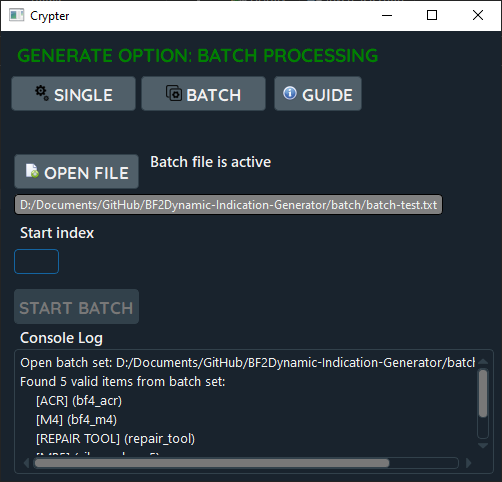 Crypter
GENERATE OPTION: BATCH PROCESSING
SINGLE
BATCH
GUIDE
OPEN FILE
Batch file is active
D:/Documents/GitHub/BF2Dynamic-Indication-Generator/batch/batch-test.txt
Start index
START BATCH
Console Log
Open batch set: D:/Documents/GitHub/BF2Dynamic-Indication-Generator/batch
Found 5 valid items from batch set:
[ACR] (bf4_acr)
[M4] (bf4_m4)
[REPAIR TOOL] (repair_tool)